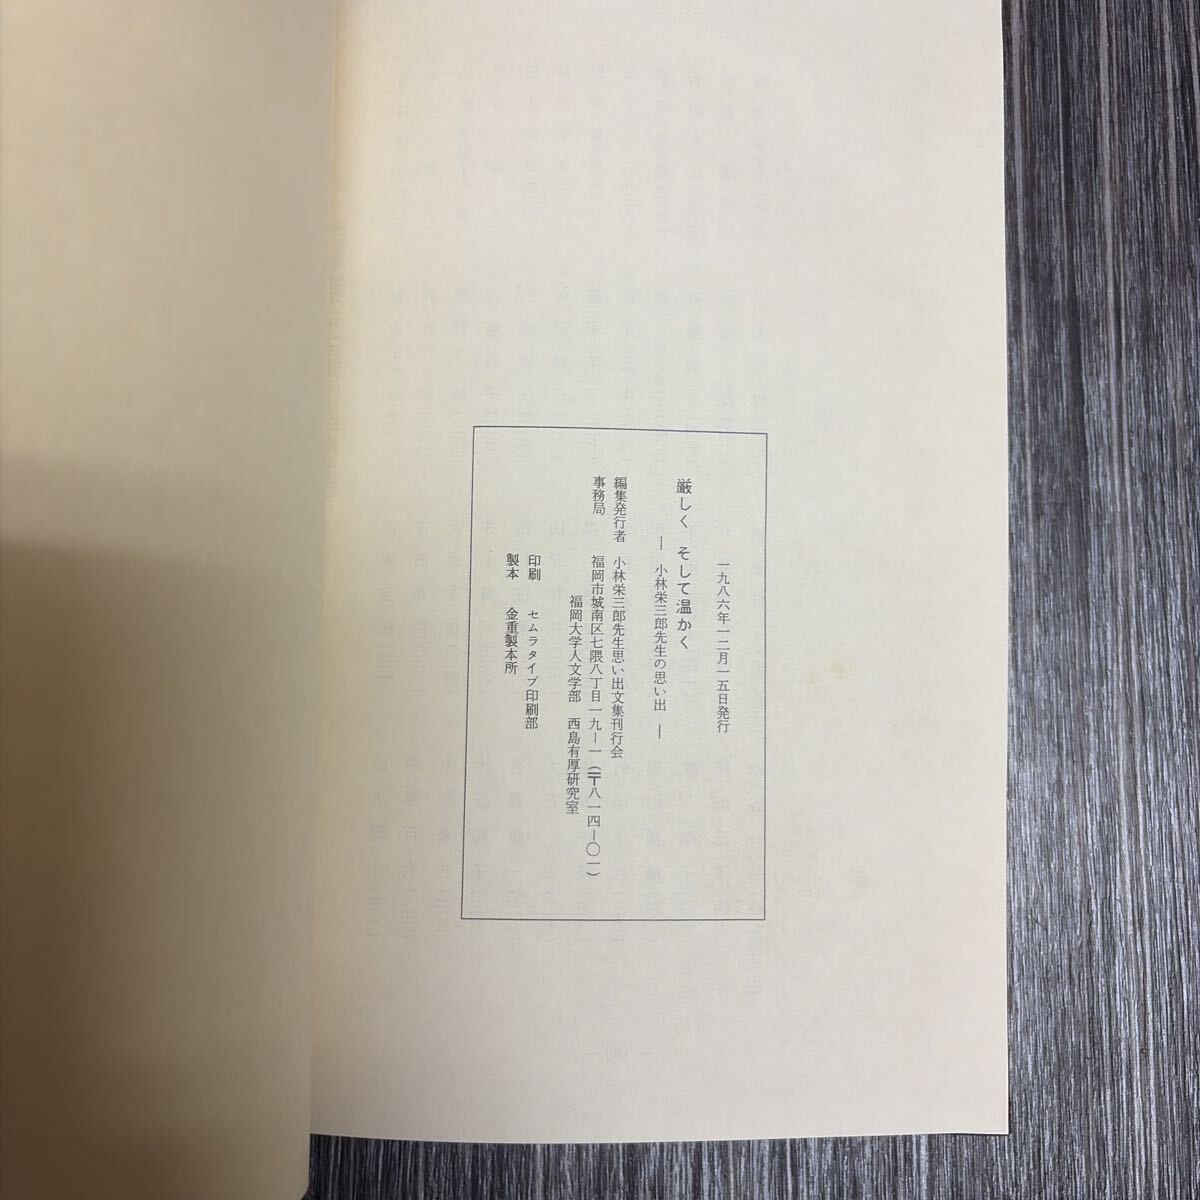 一九八六年一二月一五日発行
厳しく そして温かく
― 小林栄三郎先生の思い出 ―
編集発行者 小林栄三郎先生思い出文集刊行会
事務局 福岡市城南区七隈八丁目一九―一(〒八一四―〇一)
福岡大学人文学部 西島有厚研究室
印刷 セムラタイプ印刷部
製本 金重製本所